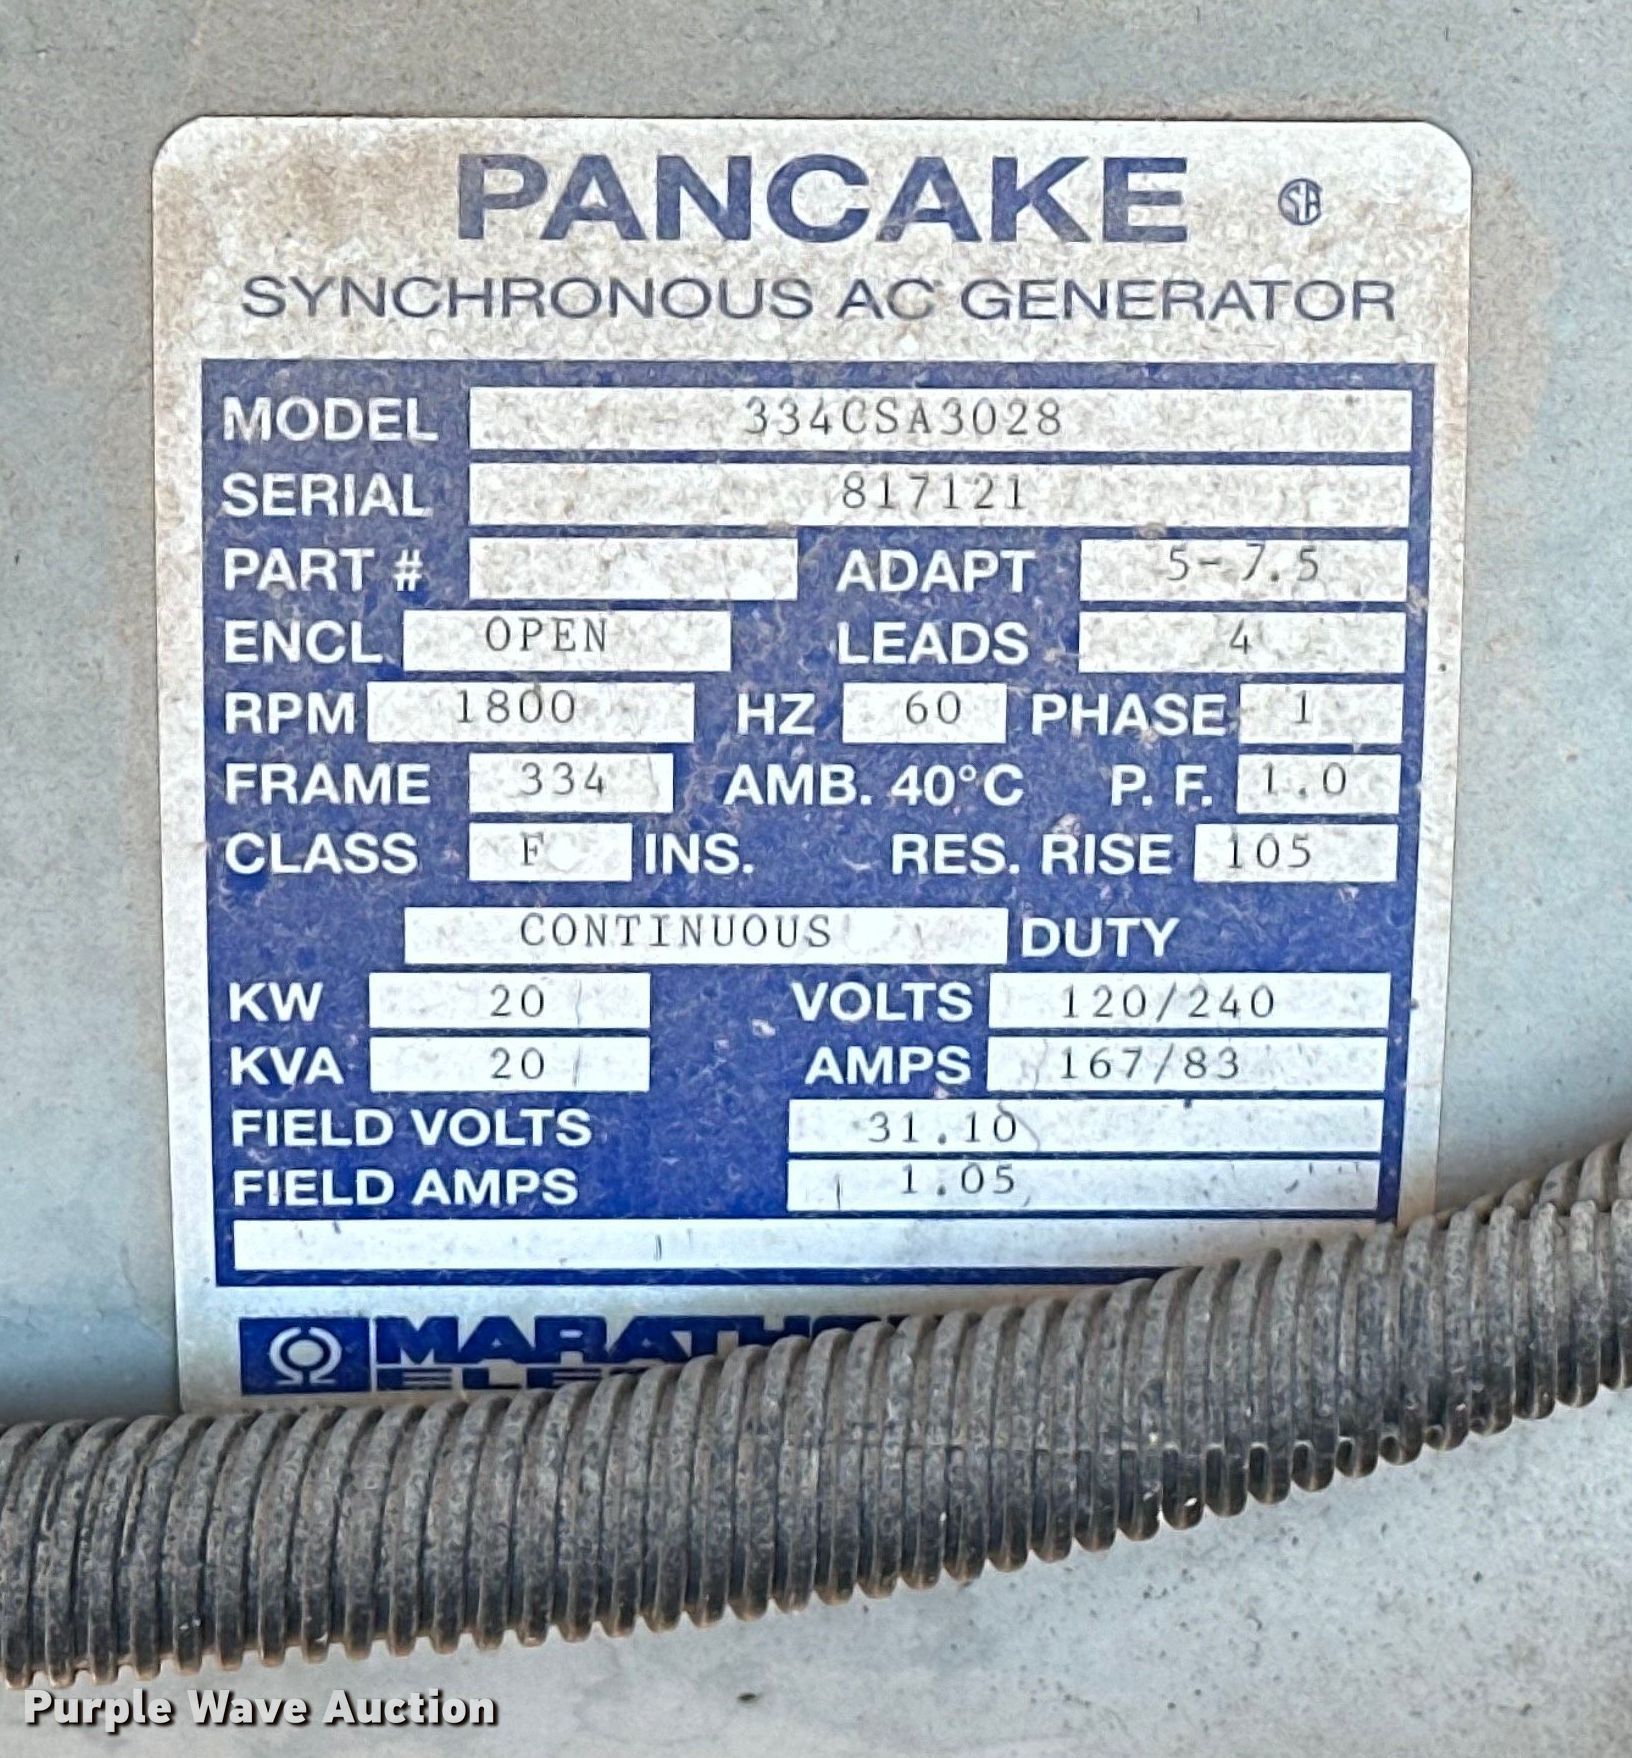 PANCAKE
SYNCHRONOUS AC GENERATOR
MODEL 334CSA3028
SERIAL 817121
PART # ADAPT 5-7.5
ENCL OPEN LEADS 4
RPM 1800 HZ 60 PHASE 1
FRAME 334 AMB. 40°C P. F. 1.0
CLASS F INS. RES. RISE 105
CONTINUOUS DUTY
KW 20 VOLTS 120/240
KVA 20 AMPS 167/83
FIELD VOLTS 31.10
FIELD AMPS 1.05
Purple Wave Auction